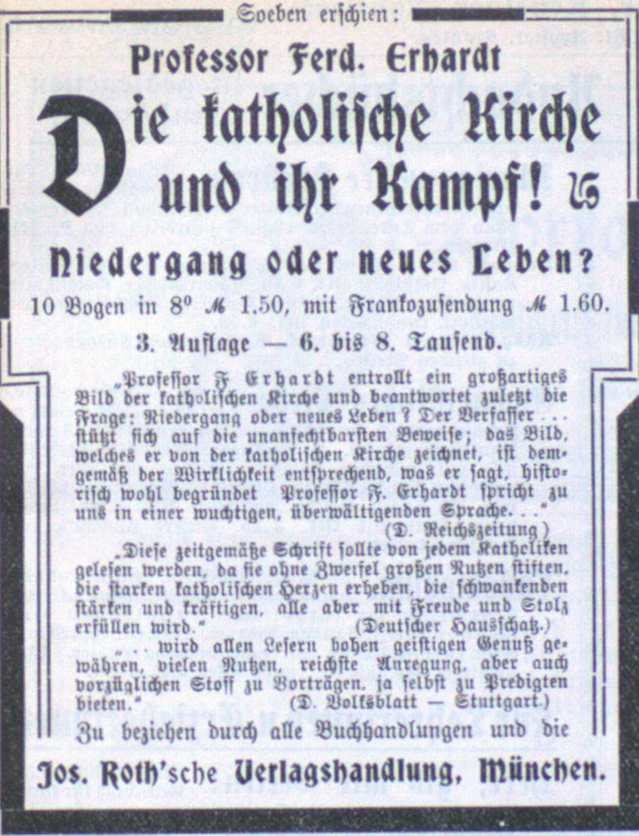 Soeben erschien:
Professor Ferd. Erhardt
Die katholische Kirche
und ihr Kampf!
Niedergang oder neues Leben?
10 Bogen in 8⁰ ℳ 1.50, mit Frankozusendung ℳ 1.60.
3. Auflage — 6. bis 8. Tausend.
„Professor F Erhardt entrollt ein großartiges
Bild der katholischen Kirche und beantwortet zuletzt die
Frage: Niedergang oder neues Leben? Der Verfasser ...
stützt sich auf die unanfechtbarsten Beweise; das Bild,
welches er von der katholischen Kirche zeichnet, ist dem-
gemäß der Wirklichkeit entsprechend, was er sagt, histo-
risch wohl begründet Professor F. Erhardt spricht zu
uns in einer wuchtigen, überwältigenden Sprache..."
(D. Reichszeitung)
„Diese zeitgemäße Schrift sollte von jedem Katholiken
gelesen werden, da sie ohne Zweifel großen Nutzen stiften,
die starken katholischen Herzen erheben, die schwankenden
stärken und kräftigen, alle aber mit Freude und Stolz
erfüllen wird." (Deutscher Hausschatz.)
„... wird allen Lesern hohen geistigen Genuß ge-
währen, vielen Nutzen, reichste Anregung, aber auch
vorzüglichen Stoff zu Vorträgen, ja selbst zu Predigten
bieten." (D. Volksblatt — Stuttgart.)
Zu beziehen durch alle Buchhandlungen und die
Jos. Roth'sche Verlagshandlung, München.